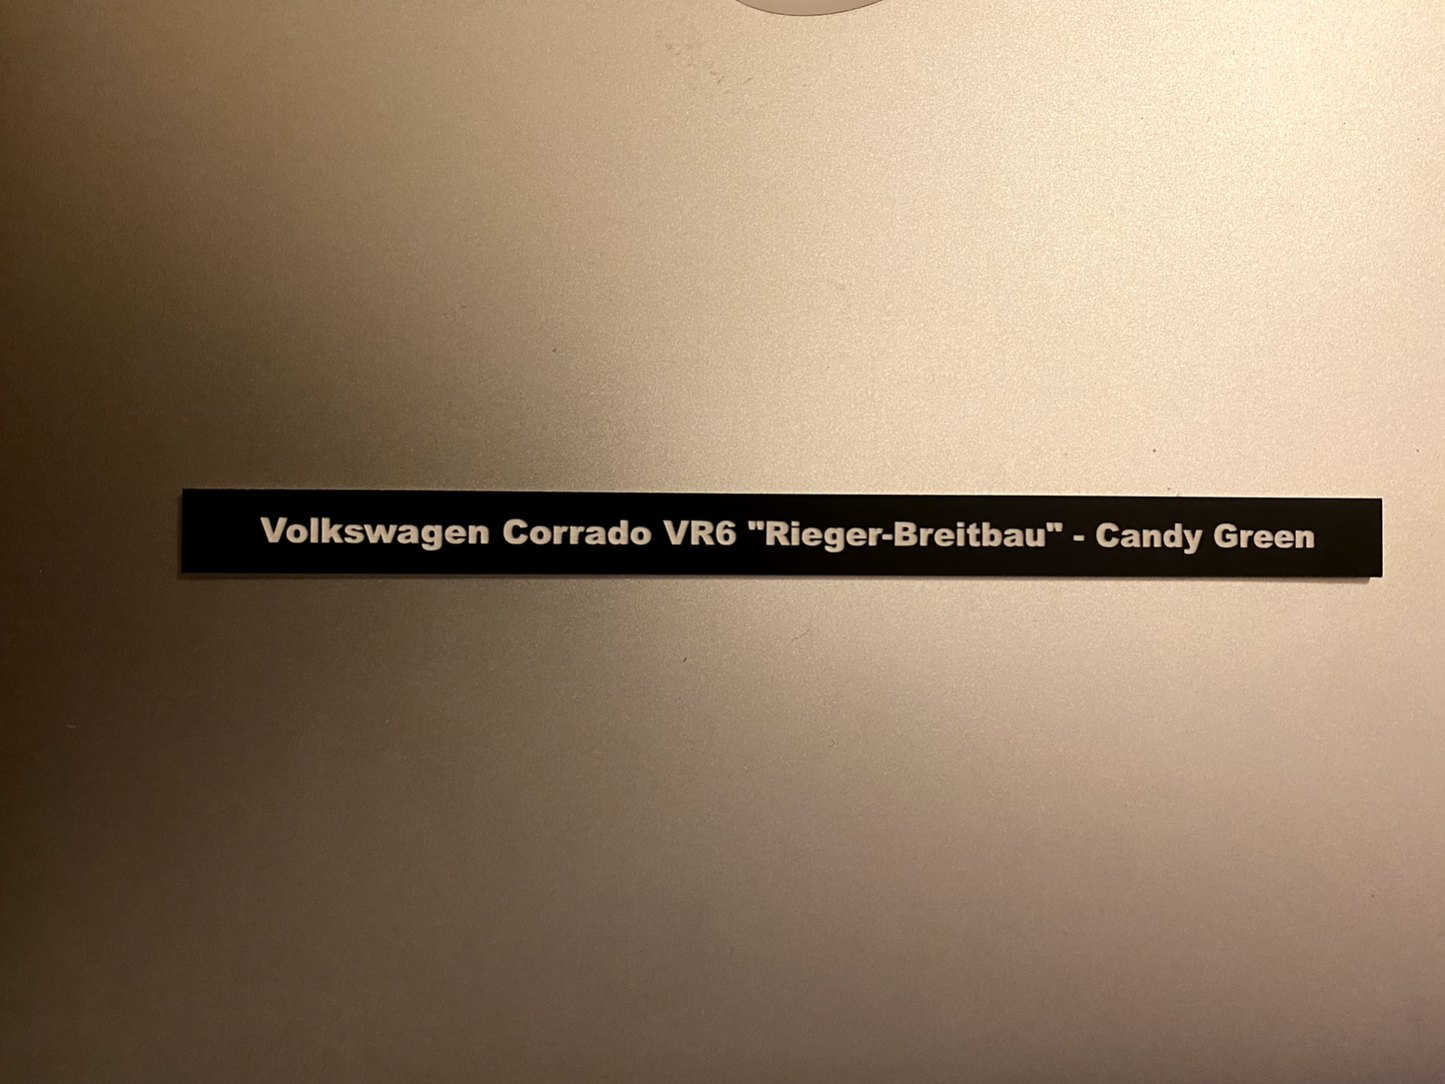 Volkswagen Corrado VR6 "Rieger-Breitbau" - Candy Green